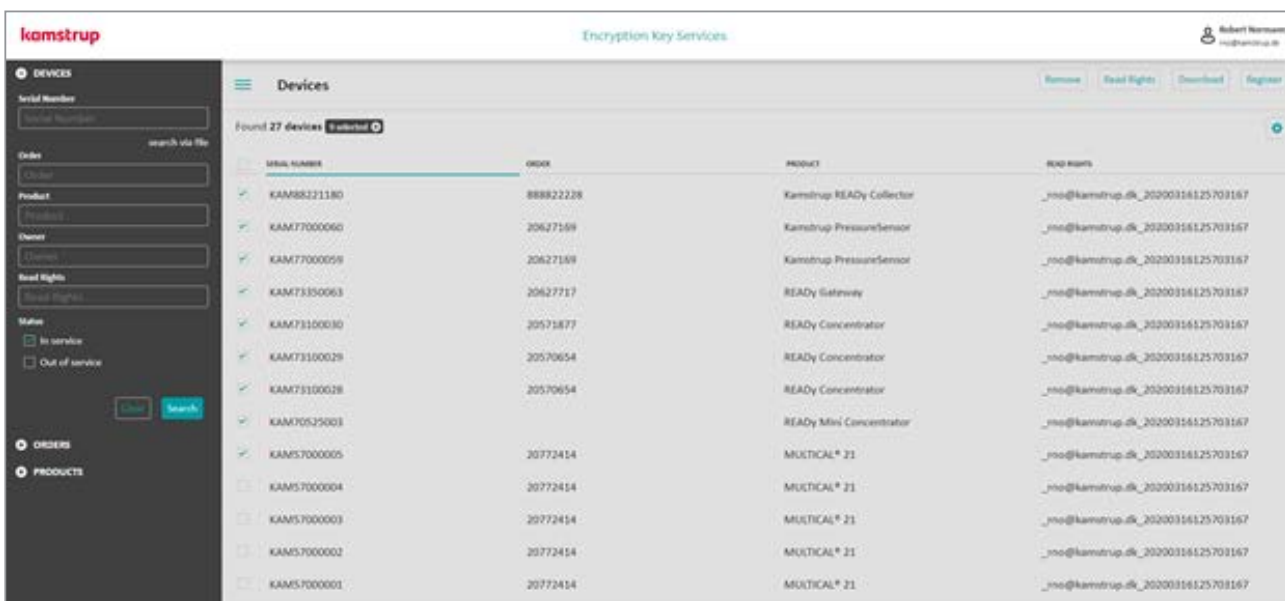 kamstrup
Encryption Key Services
Robert Normann
rno@kamstrup.dk
DEVICES
Serial Number
Serial Number
search via file
Order
Order
Product
Product
Owner
Owner
Read Rights
Read Rights
Status
In service
Out of service
Clear Search
ORDERS
PRODUCTS
Devices
Remove Read Rights Download Register
Found 27 devices 9 selected
SERIAL NUMBER ORDER PRODUCT READ RIGHTS
KAM88221180 888822228 Kamstrup READy Collector _rno@kamstrup.dk_20200316125703167
KAM77000060 20627169 Kamstrup PressureSensor _rno@kamstrup.dk_20200316125703167
KAM77000059 20627169 Kamstrup PressureSensor _rno@kamstrup.dk_20200316125703167
KAM73350063 20627717 READy Gateway _rno@kamstrup.dk_20200316125703167
KAM73100030 20571877 READy Concentrator _rno@kamstrup.dk_20200316125703167
KAM73100029 20570654 READy Concentrator _rno@kamstrup.dk_20200316125703167
KAM73100028 20570654 READy Concentrator _rno@kamstrup.dk_20200316125703167
KAM70525003 READy Mini Concentrator _rno@kamstrup.dk_20200316125703167
KAM57000005 20772414 MULTICAL® 21 _rno@kamstrup.dk_20200316125703167
KAM57000004 20772414 MULTICAL® 21 _rno@kamstrup.dk_20200316125703167
KAM57000003 20772414 MULTICAL® 21 _rno@kamstrup.dk_20200316125703167
KAM57000002 20772414 MULTICAL® 21 _rno@kamstrup.dk_20200316125703167
KAM57000001 20772414 MULTICAL® 21 _rno@kamstrup.dk_20200316125703167